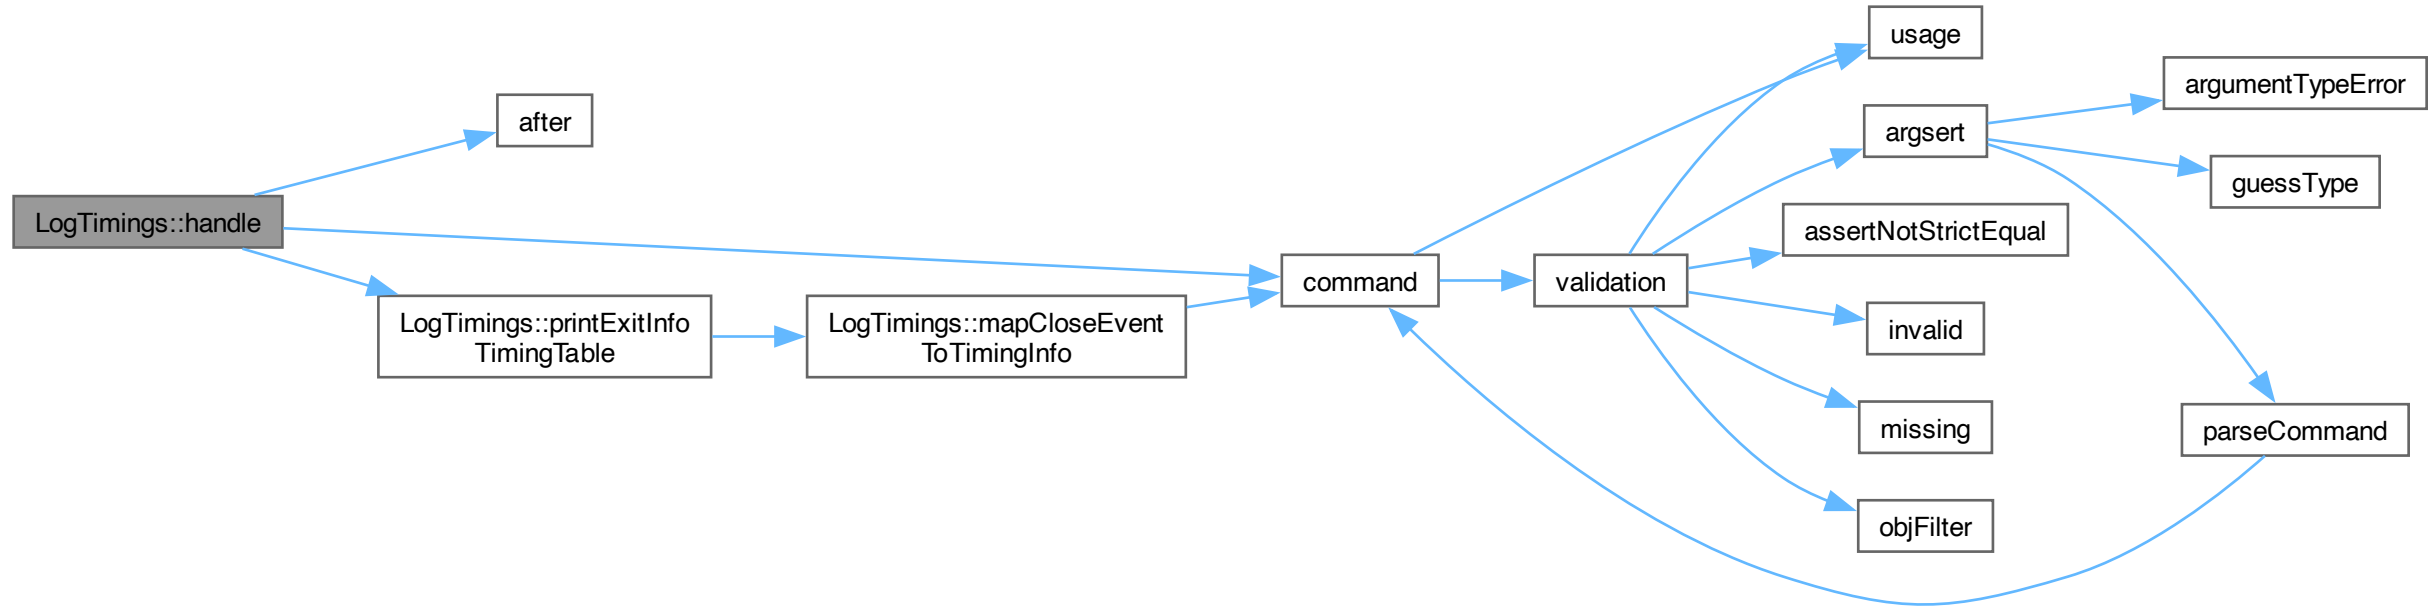 LogTimings::handle
after
LogTimings::printExitInfo
TimingTable
LogTimings::mapCloseEvent
ToTimingInfo
command
validation
usage
argsert
assertNotStrictEqual
invalid
missing
objFilter
argumentTypeError
guessType
parseCommand